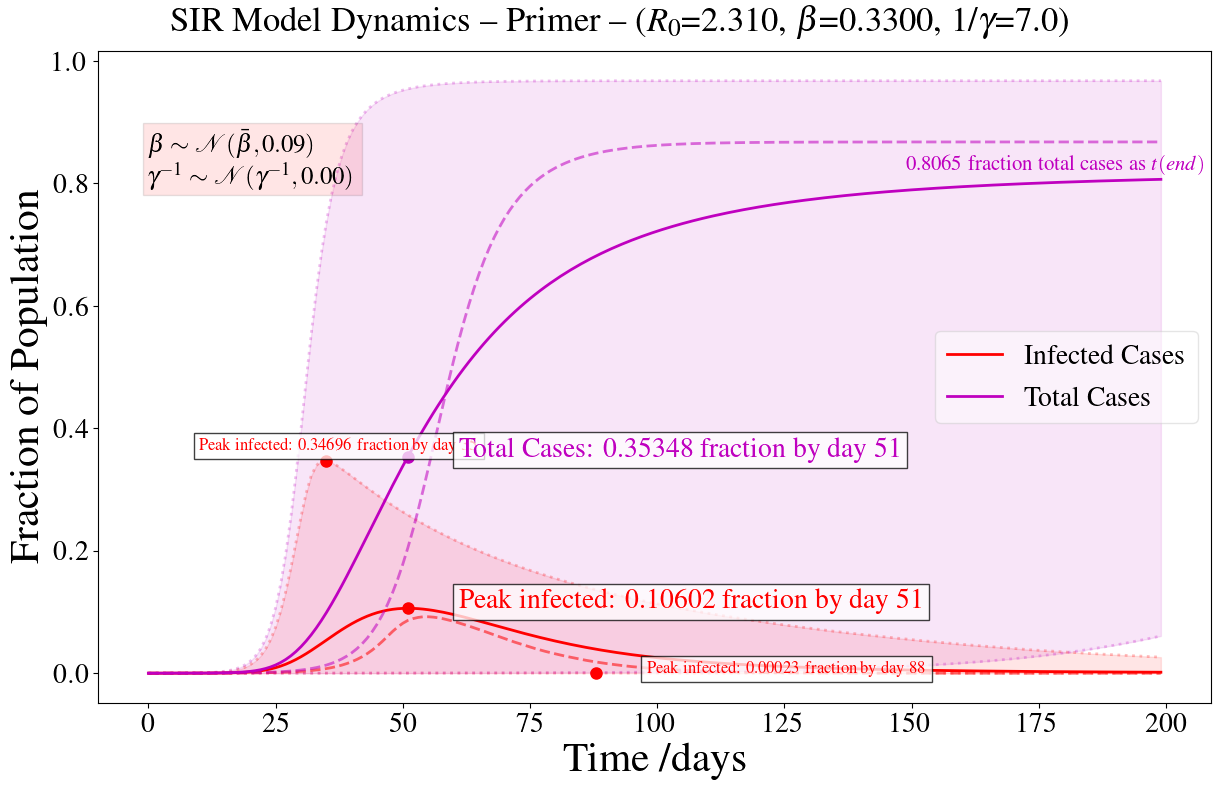 SIR Model Dynamics – Primer – (R₀=2.310, β=0.3300, 1/γ=7.0)
Fraction of Population
1.0
0.8
0.6
0.4
0.2
0.0
β ∼ 𝒩(β̄, 0.09)
γ⁻¹ ∼ 𝒩(γ⁻¹, 0.00)
0.8065 fraction total cases as t(end)
Infected Cases
Total Cases
Peak infected: 0.34696 fraction by day
Total Cases: 0.35348 fraction by day 51
Peak infected: 0.10602 fraction by day 51
Peak infected: 0.00023 fraction by day 88
0 25 50 75 100 125 150 175 200
Time /days